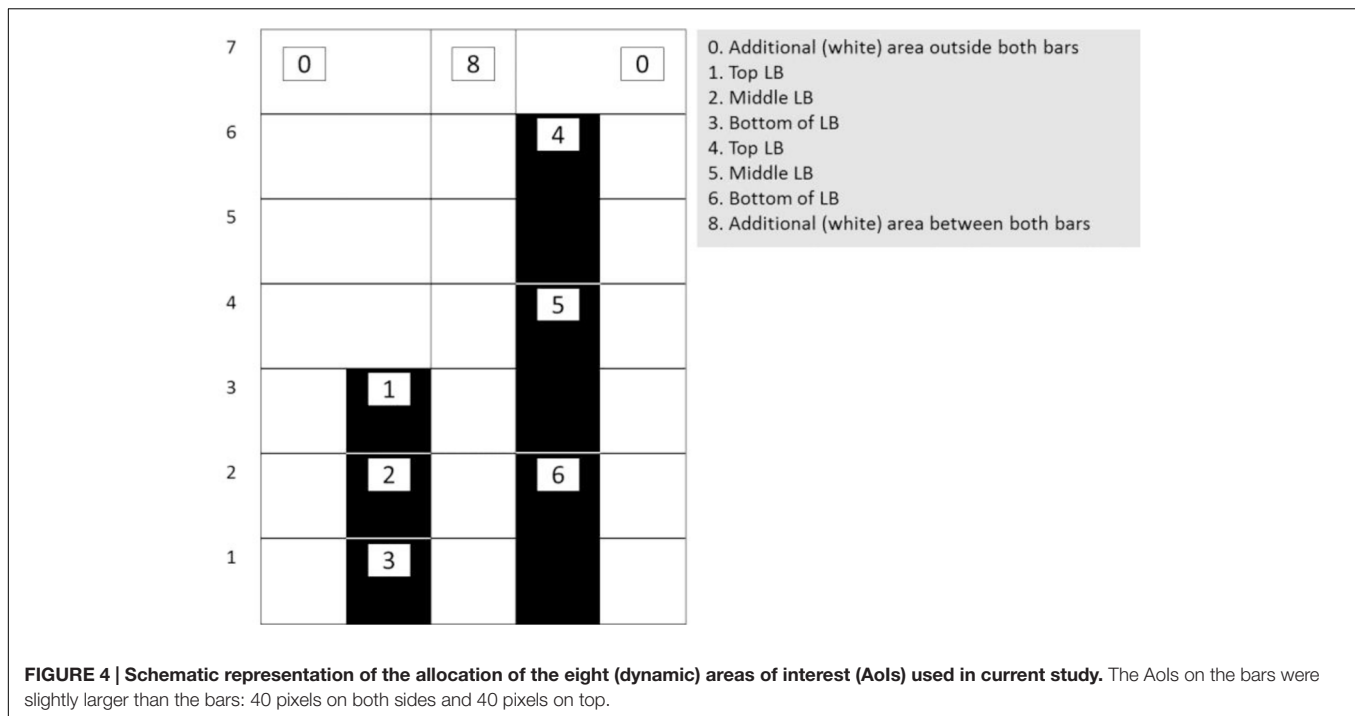 7
0 8 0
6
4
5
4
5
3
1
2
2 6
1
3
0. Additional (white) area outside both bars
1. Top LB
2. Middle LB
3. Bottom of LB
4. Top LB
5. Middle LB
6. Bottom of LB
8. Additional (white) area between both bars
FIGURE 4 | Schematic representation of the allocation of the eight (dynamic) areas of interest (AoIs) used in current study. The AoIs on the bars were
slightly larger than the bars: 40 pixels on both sides and 40 pixels on top.